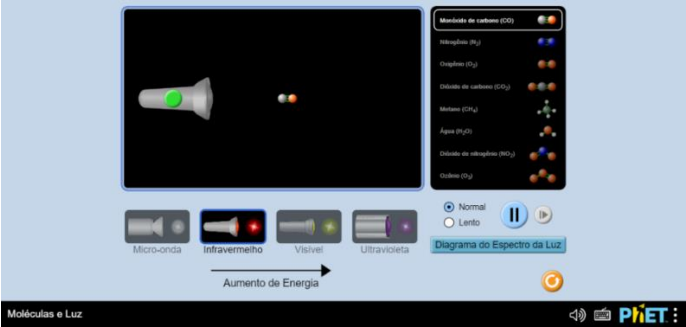 Monóxido de carbono (CO)
Nitrogênio (N₂)
Oxigênio (O₂)
Dióxido de carbono (CO₂)
Metano (CH₄)
Água (H₂O)
Dióxido de nitrogênio (NO₂)
Ozônio (O₃)
Micro-onda
Infravermelho
Visível
Ultravioleta
Normal
Lento
Diagrama do Espectro da Luz
Aumento de Energia
Moléculas e Luz
PhET